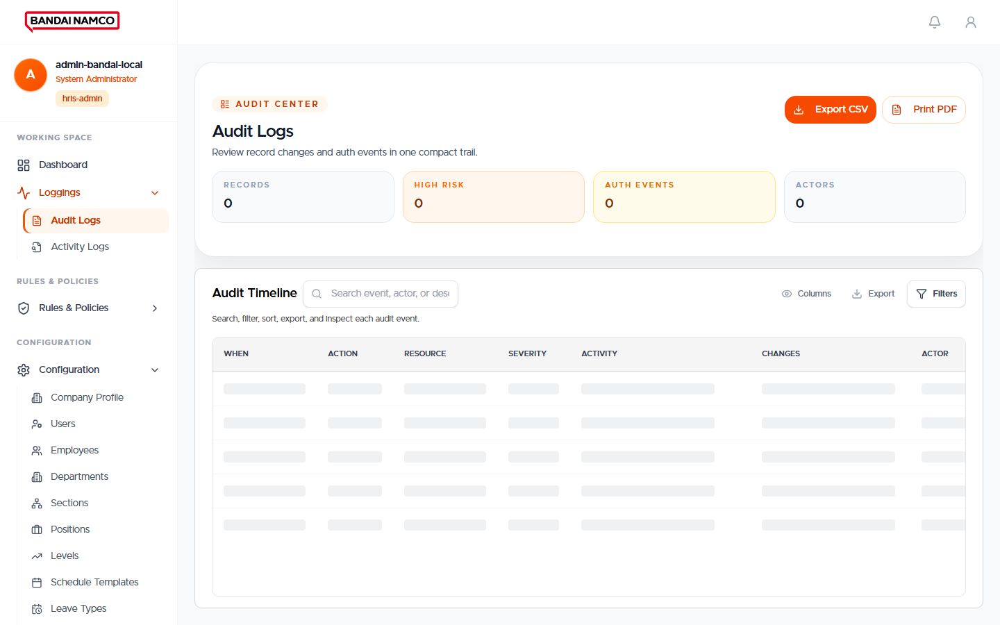 BANDAI NAMCO
A
admin-bandai-local
System Administrator
hris-admin
WORKING SPACE
Dashboard
Loggings
Audit Logs
Activity Logs
RULES & POLICIES
Rules & Policies
CONFIGURATION
Configuration
Company Profile
Users
Employees
Departments
Sections
Positions
Levels
Schedule Templates
Leave Types
AUDIT CENTER
Export CSV
Print PDF
Audit Logs
Review record changes and auth events in one compact trail.
RECORDS
0
HIGH RISK
0
AUTH EVENTS
0
ACTORS
0
Audit Timeline
Search event, actor, or desc
Columns
Export
Filters
Search, filter, sort, export, and inspect each audit event.
WHEN ACTION RESOURCE SEVERITY ACTIVITY CHANGES ACTOR